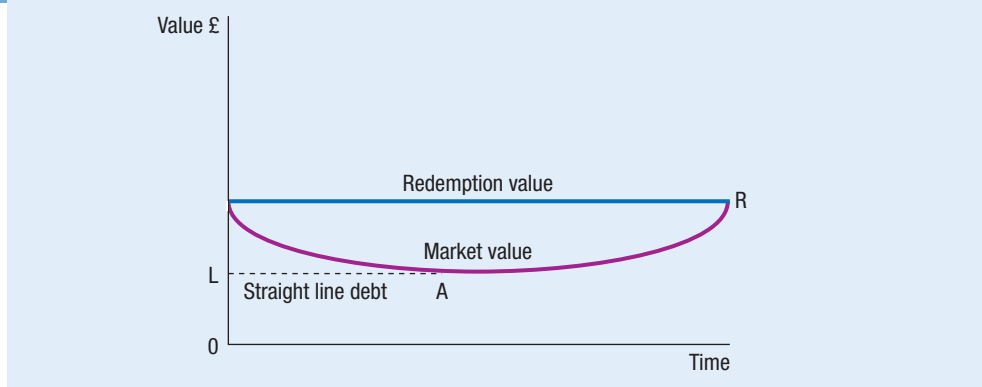 Value £
Redemption value
R
Market value
L
Straight line debt
A
0
Time